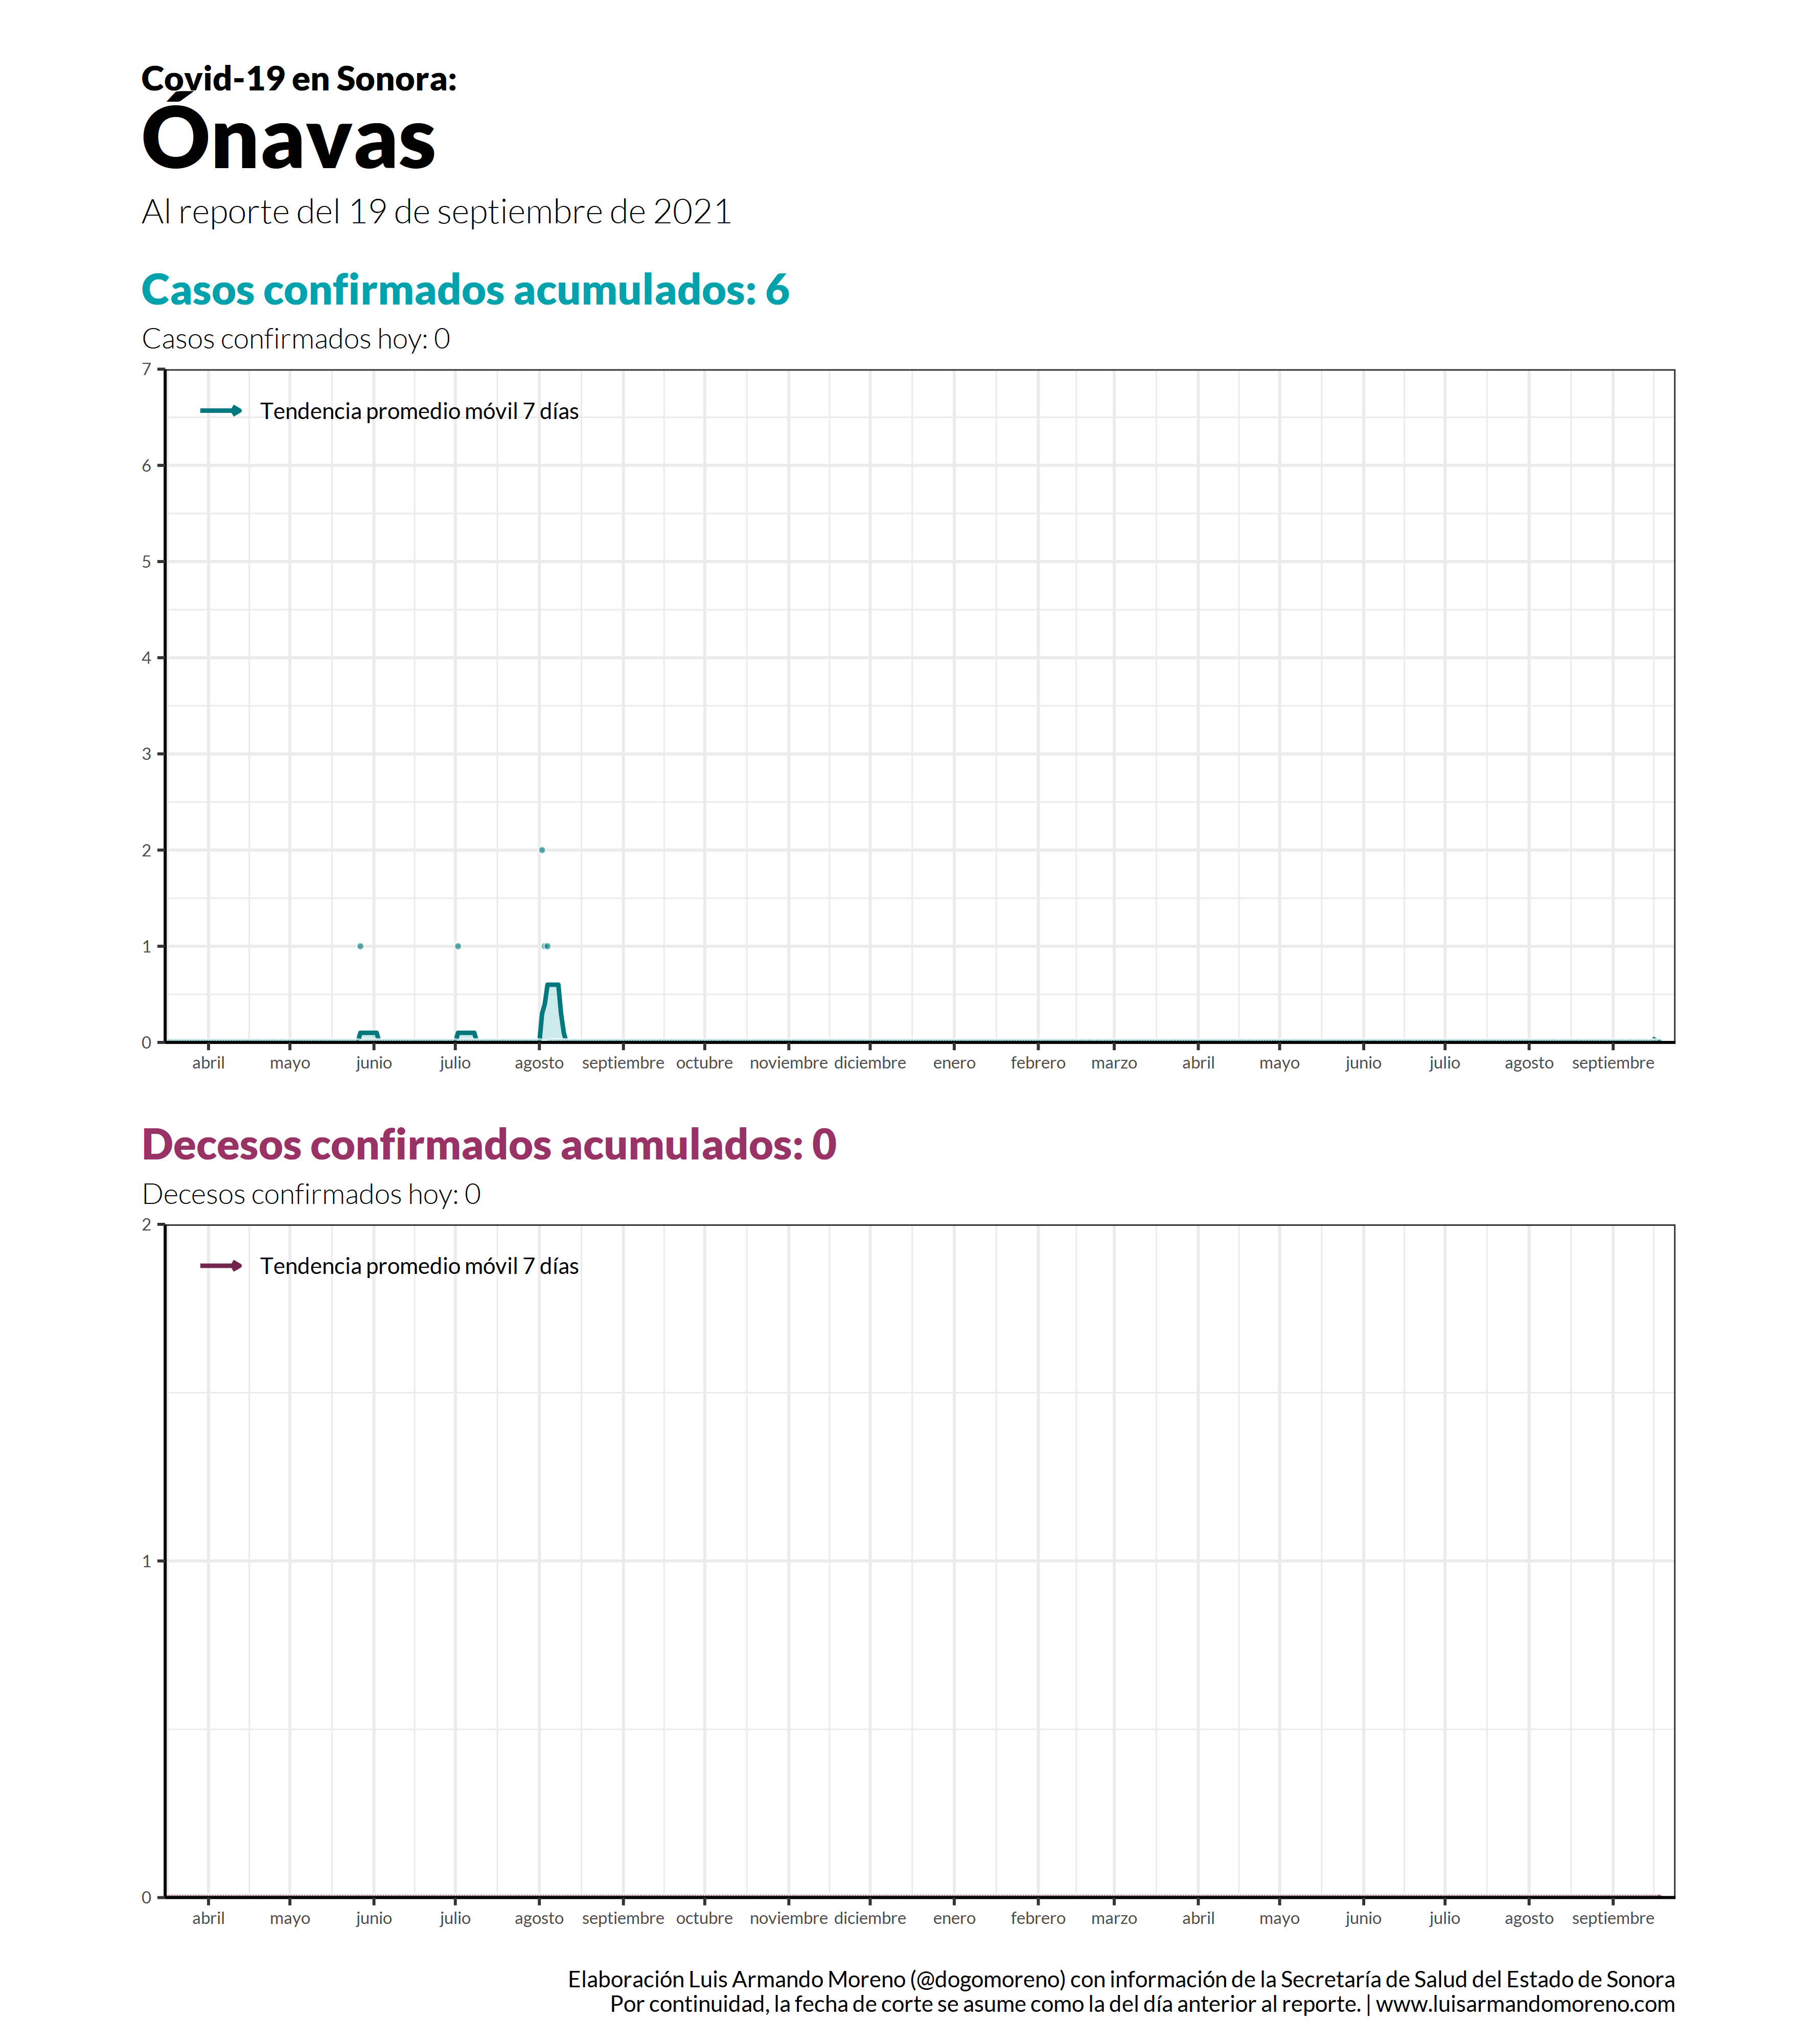 Covid-19 en Sonora:
Ónavas
Al reporte del 19 de septiembre de 2021
Casos confirmados acumulados: 6
Casos confirmados hoy: 0
7
Tendencia promedio móvil 7 días
6
5
4
3
2
1
0
abril mayo junio julio agosto septiembre octubre noviembre diciembre enero febrero marzo abril mayo junio julio agosto septiembre
Decesos confirmados acumulados: 0
Decesos confirmados hoy: 0
2
Tendencia promedio móvil 7 días
1
0
abril mayo junio julio agosto septiembre octubre noviembre diciembre enero febrero marzo abril mayo junio julio agosto septiembre
Elaboración Luis Armando Moreno (@dogomoreno) con información de la Secretaría de Salud del Estado de Sonora
Por continuidad, la fecha de corte se asume como la del día anterior al reporte. | www.luisarmandomoreno.com